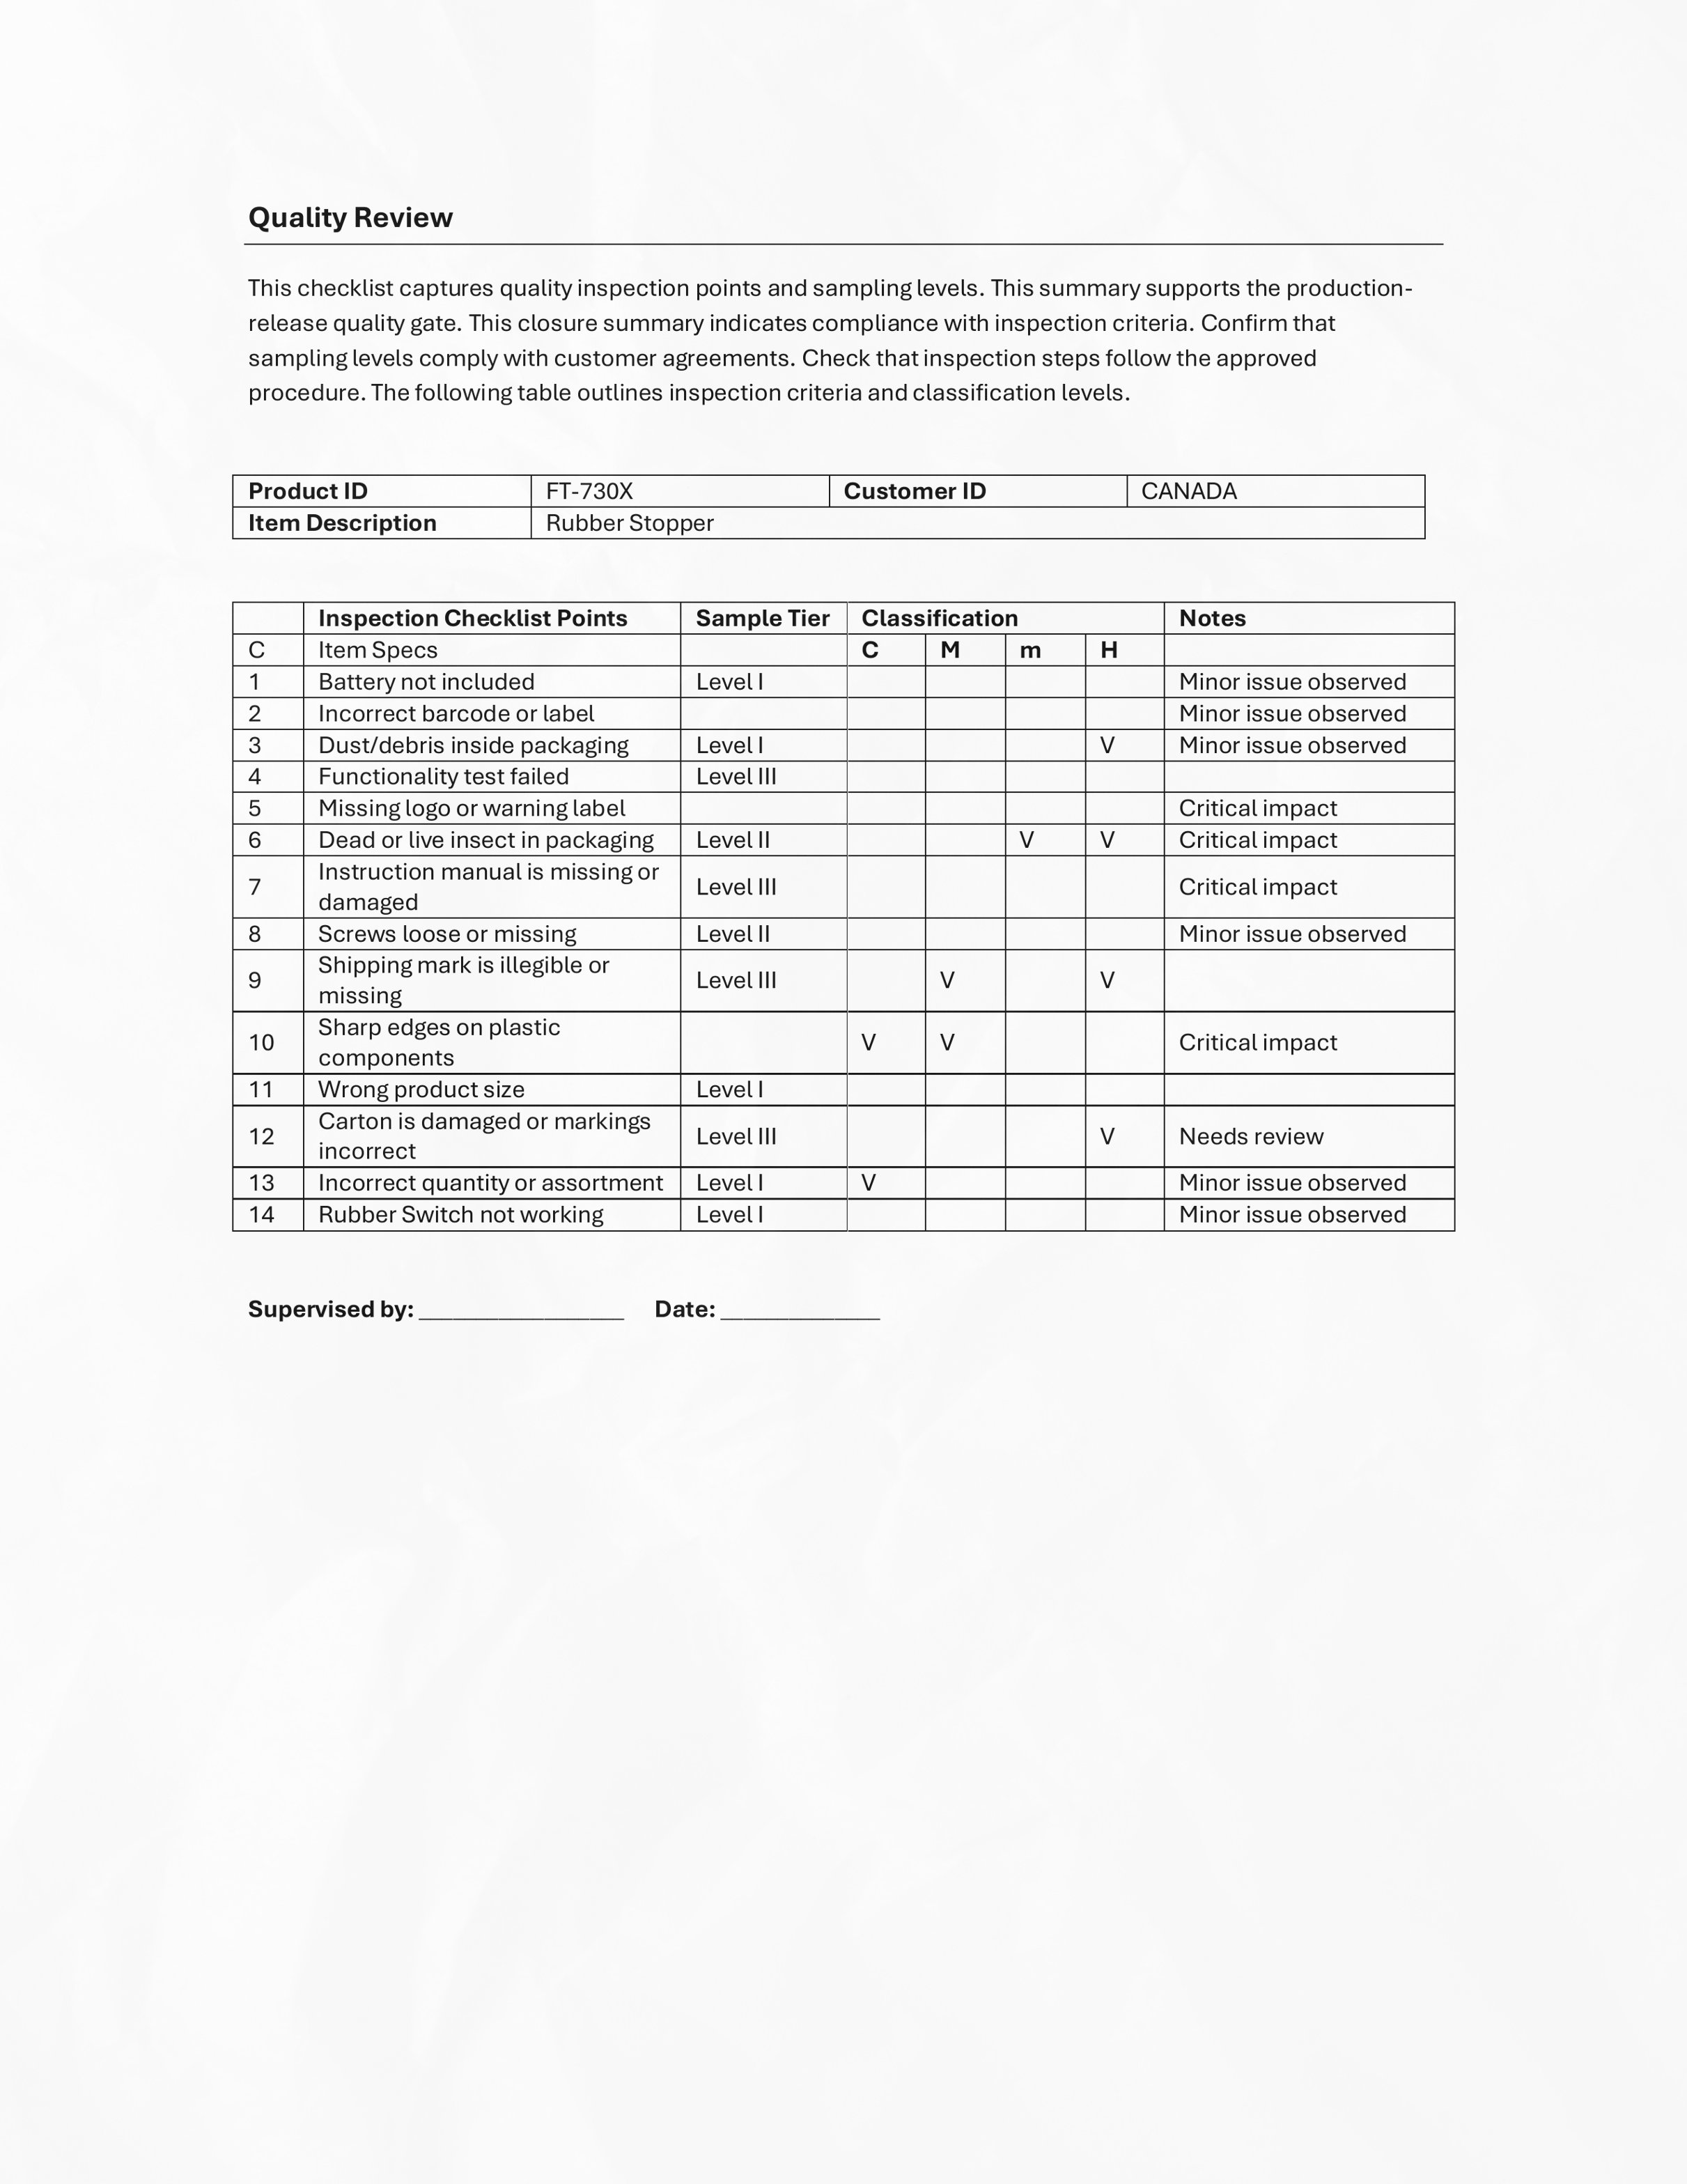 Quality Review
This checklist captures quality inspection points and sampling levels. This summary supports the production-
release quality gate. This closure summary indicates compliance with inspection criteria. Confirm that
sampling levels comply with customer agreements. Check that inspection steps follow the approved
procedure. The following table outlines inspection criteria and classification levels.
Product ID FT-730X Customer ID CANADA
Item Description Rubber Stopper
Inspection Checklist Points Sample Tier Classification Notes
C Item Specs C M m H
1 Battery not included Level I Minor issue observed
2 Incorrect barcode or label Minor issue observed
3 Dust/debris inside packaging Level I V Minor issue observed
4 Functionality test failed Level III
5 Missing logo or warning label Critical impact
6 Dead or live insect in packaging Level II V V Critical impact
7 Instruction manual is missing or
damaged Level III Critical impact
8 Screws loose or missing Level II Minor issue observed
9 Shipping mark is illegible or
missing Level III V V
10 Sharp edges on plastic
components V V Critical impact
11 Wrong product size Level I
12 Carton is damaged or markings
incorrect Level III V Needs review
13 Incorrect quantity or assortment Level I V Minor issue observed
14 Rubber Switch not working Level I Minor issue observed
Supervised by: __________________ Date: ______________